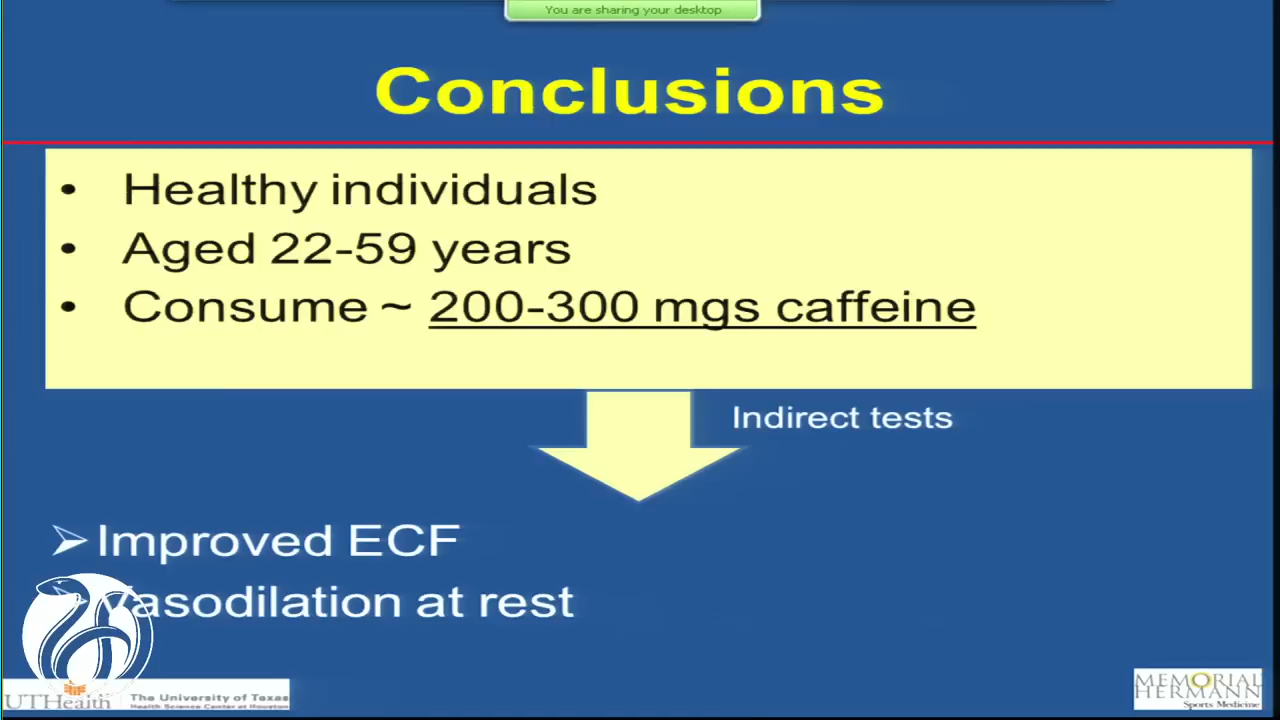 You are sharing your desktop
Conclusions
• Healthy individuals
• Aged 22-59 years
• Consume ~ 200-300 mgs caffeine
Indirect tests
➢ Improved ECF
➢ Vasodilation at rest
UTHealth
The University of Texas
Health Science Center at Houston
MEMORIAL
HERMANN
Sports Medicine